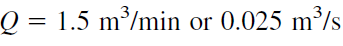 Q = 1.5 m³/min or 0.025 m³/s